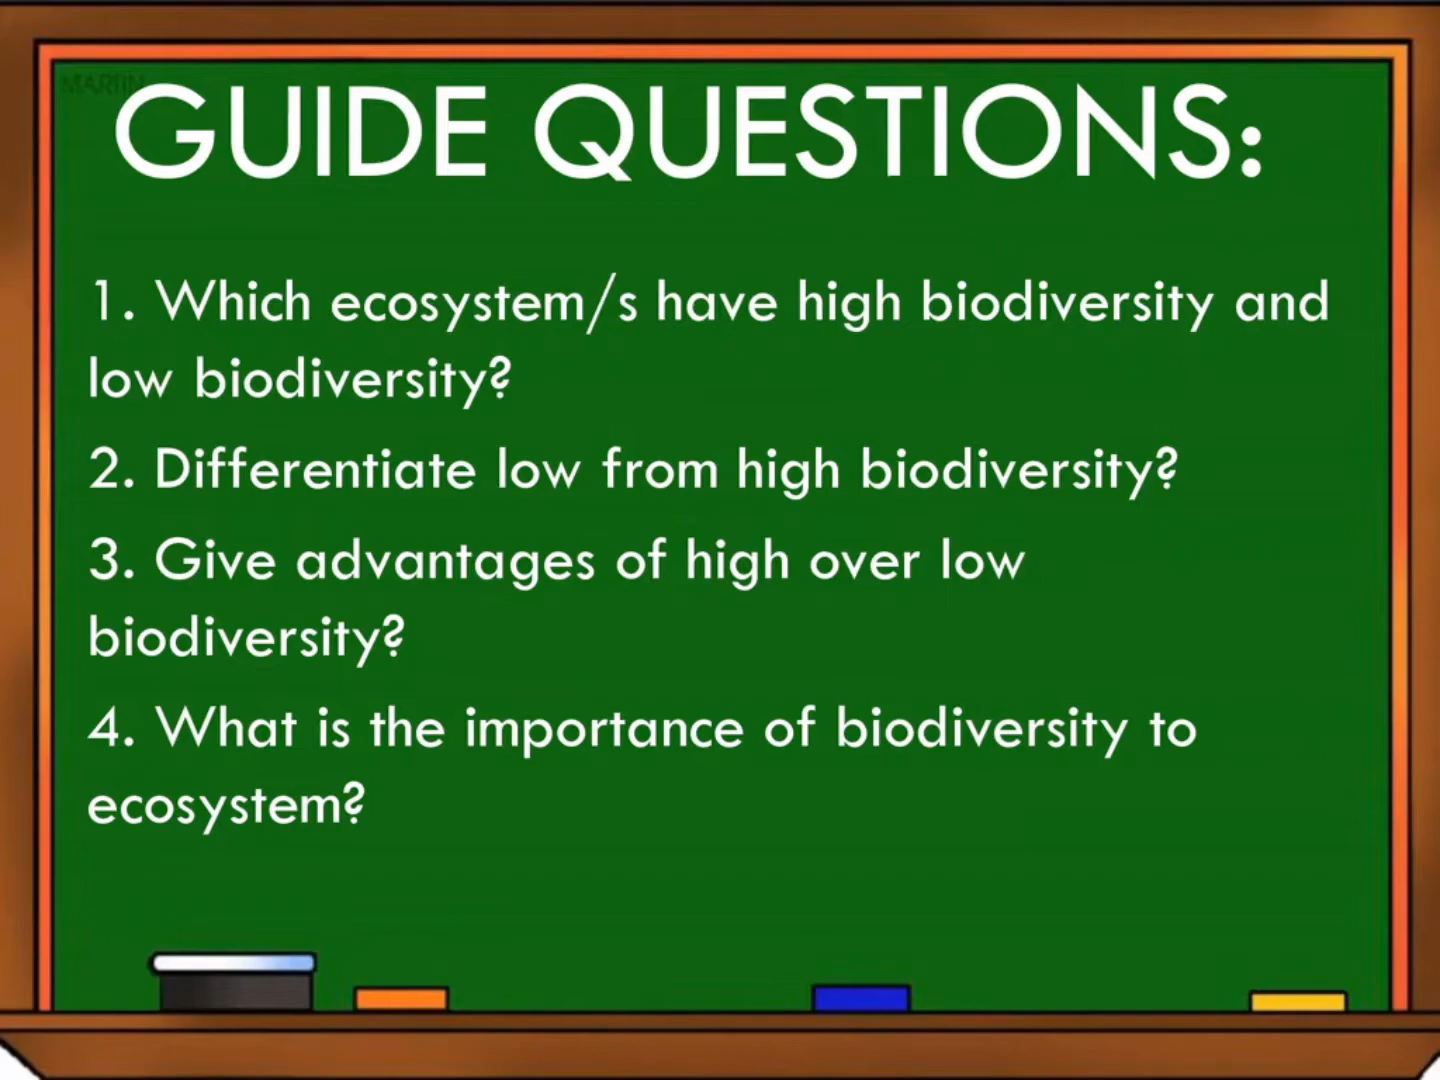 MARTIN
GUIDE QUESTIONS:
1. Which ecosystem/s have high biodiversity and
low biodiversity?
2. Differentiate low from high biodiversity?
3. Give advantages of high over low
biodiversity?
4. What is the importance of biodiversity to
ecosystem?